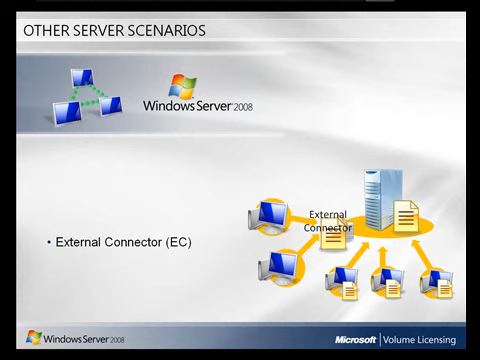 OTHER SERVER SCENARIOS
Windows Server 2008
External
Connector
• External Connector (EC)
Windows Server 2008
Microsoft | Volume Licensing